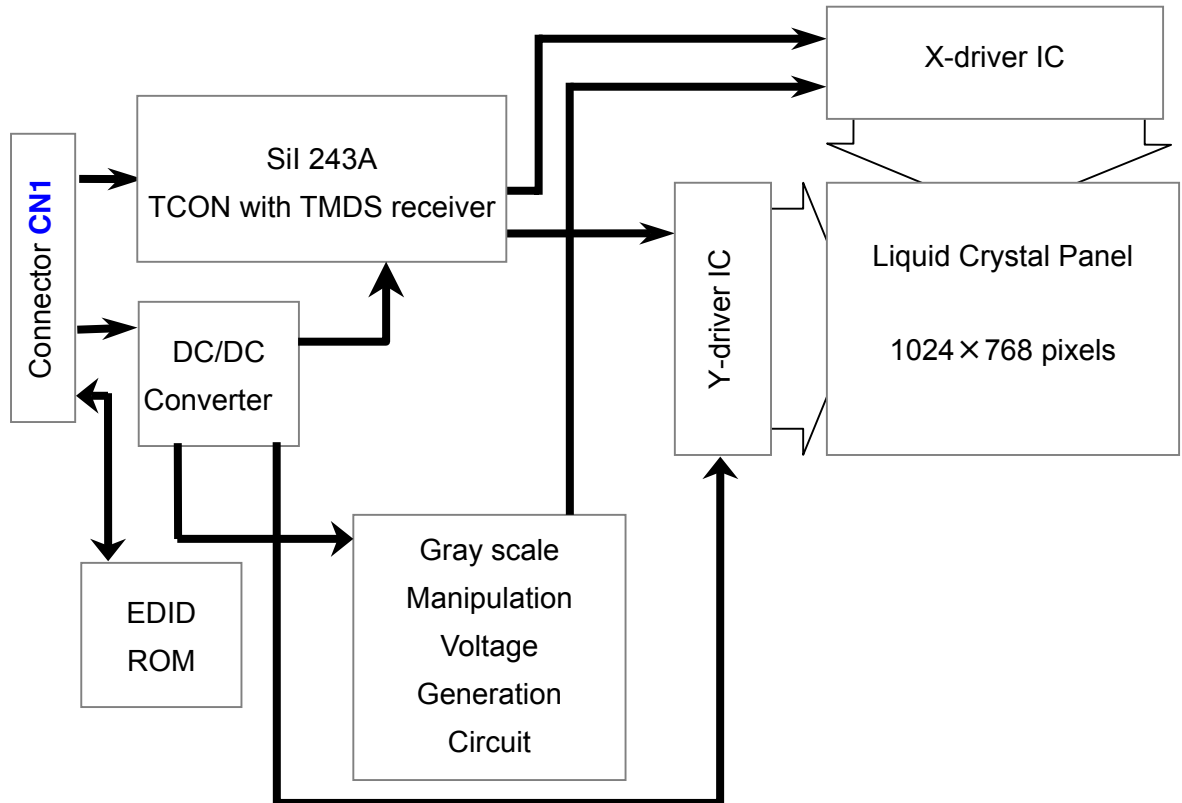 X-driver IC
SiI 243A
TCON with TMDS receiver
Connector CN1
Y-driver IC
Liquid Crystal Panel
1024×768 pixels
DC/DC
Converter
Gray scale
Manipulation
Voltage
Generation
Circuit
EDID
ROM